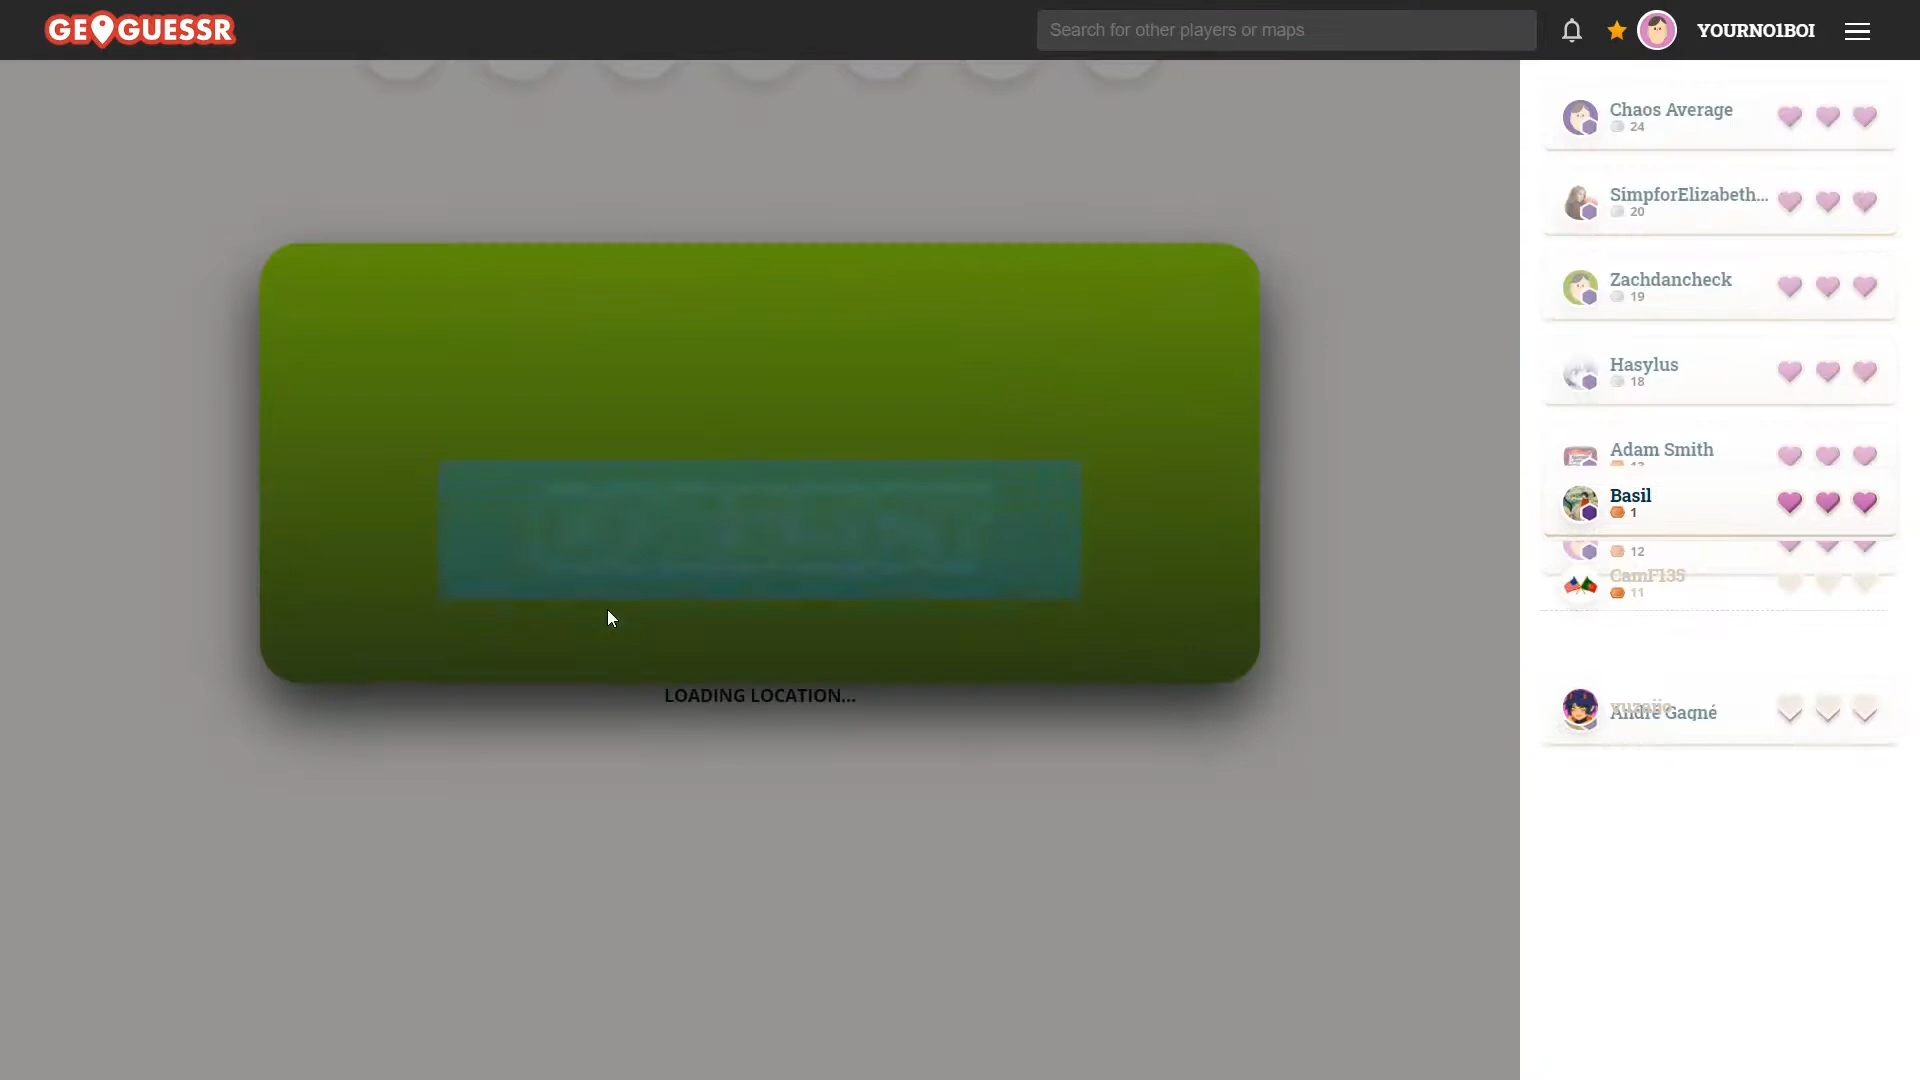 GEOGUESSR
Search for other players or maps
YOURNO1BOI
Chaos Average
24
SimpforElizabeth...
20
Zachdancheck
19
Hasylus
18
Adam Smith
Basil
1
12
CamF135
11
André Gagné
LOADING LOCATION...